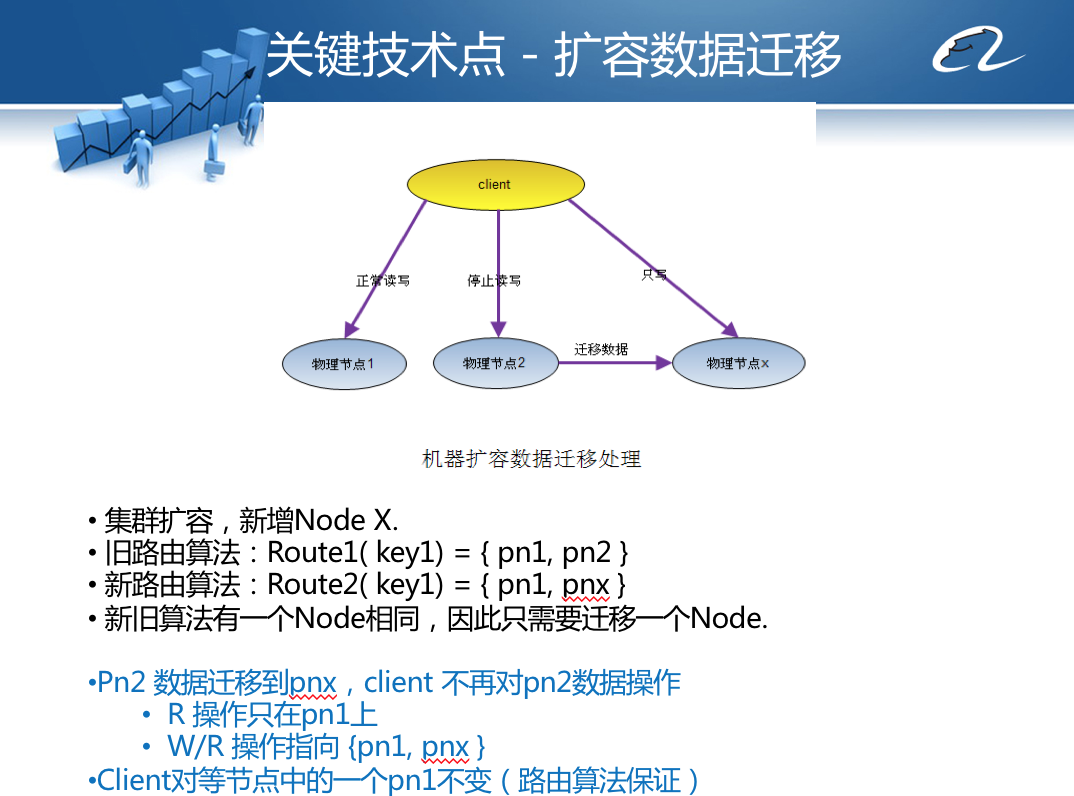 关键技术点 - 扩容数据迁移
client
正常读写
停止读写
只写
迁移数据
物理节点1
物理节点2
物理节点x
机器扩容数据迁移处理
• 集群扩容，新增Node X.
• 旧路由算法：Route1( key1) = { pn1, pn2 }
• 新路由算法：Route2( key1) = { pn1, pnx }
• 新旧算法有一个Node相同，因此只需要迁移一个Node.
•Pn2 数据迁移到pnx，client 不再对pn2数据操作
• R 操作只在pn1上
• W/R 操作指向 {pn1, pnx }
•Client对等节点中的一个pn1不变（路由算法保证）